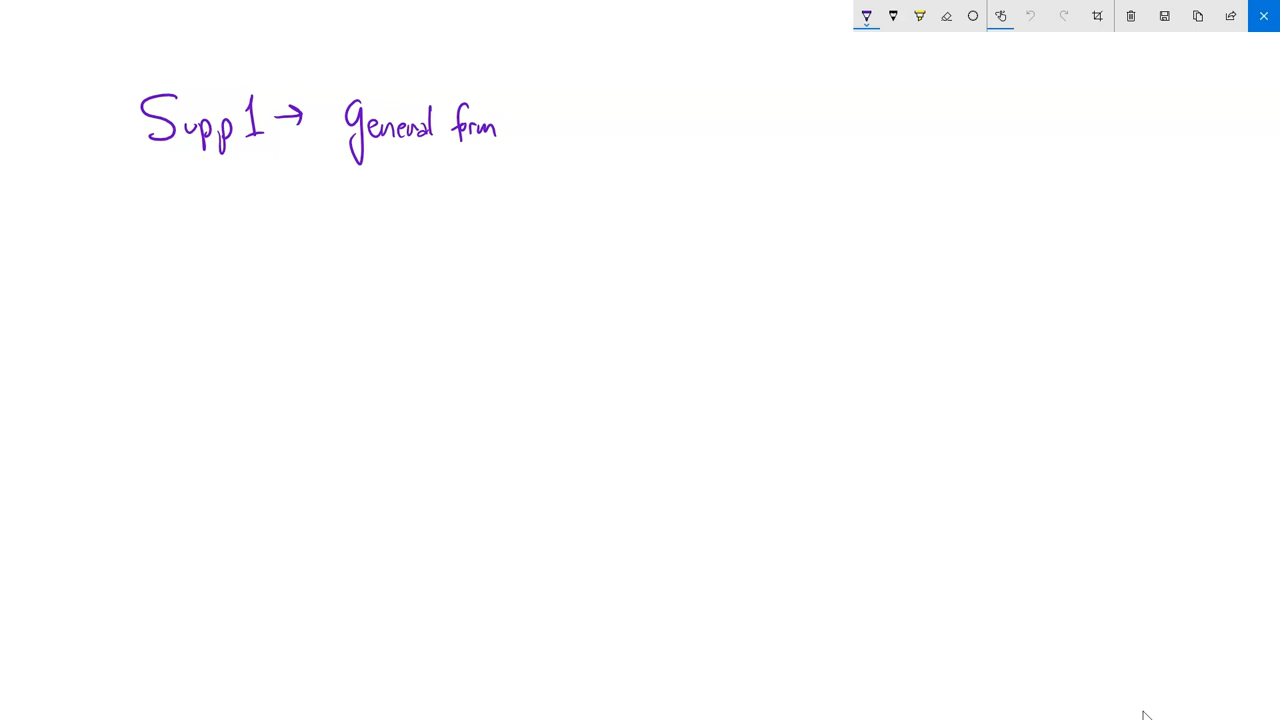 Supp 1 → General form